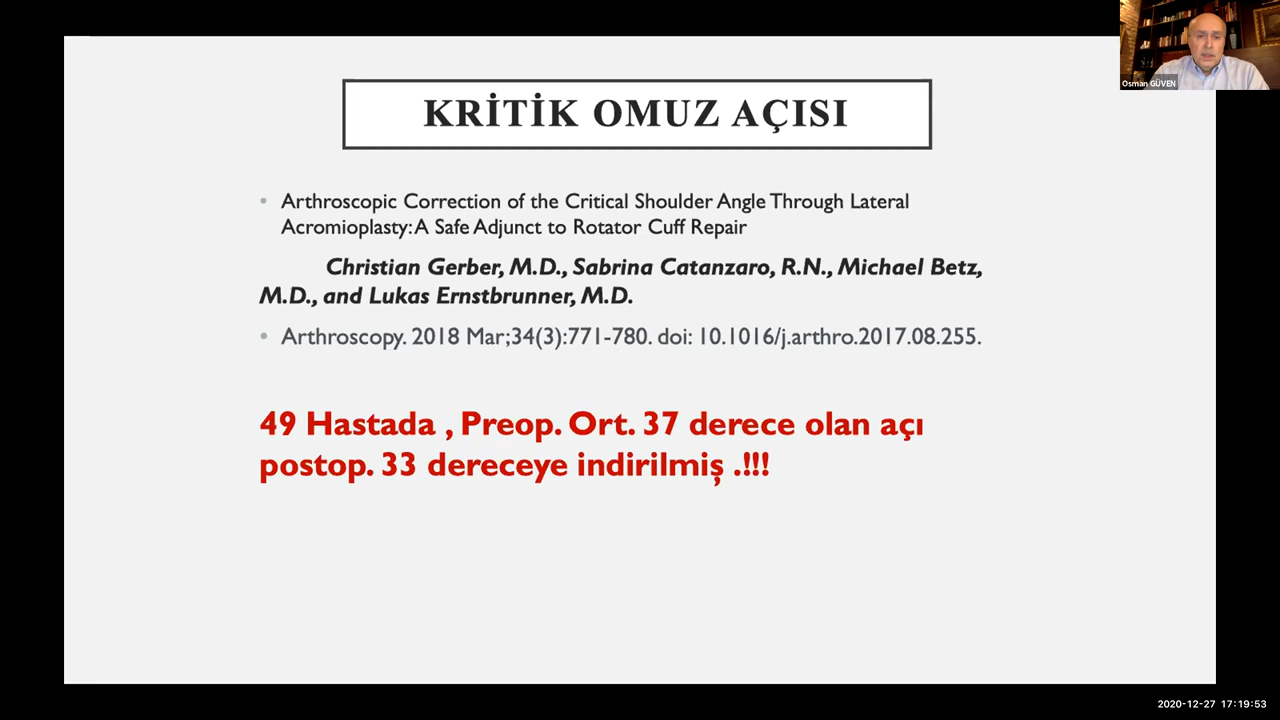 Osman GÜVEN
KRİTİK OMUZ AÇISI
• Arthroscopic Correction of the Critical Shoulder Angle Through Lateral
Acromioplasty: A Safe Adjunct to Rotator Cuff Repair
Christian Gerber, M.D., Sabrina Catanzaro, R.N., Michael Betz,
M.D., and Lukas Ernstbrunner, M.D.
• Arthroscopy. 2018 Mar;34(3):771-780. doi: 10.1016/j.arthro.2017.08.255.
49 Hastada , Preop. Ort. 37 derece olan açı
postop. 33 dereceye indirilmiş .!!!
2020-12-27 17:19:53